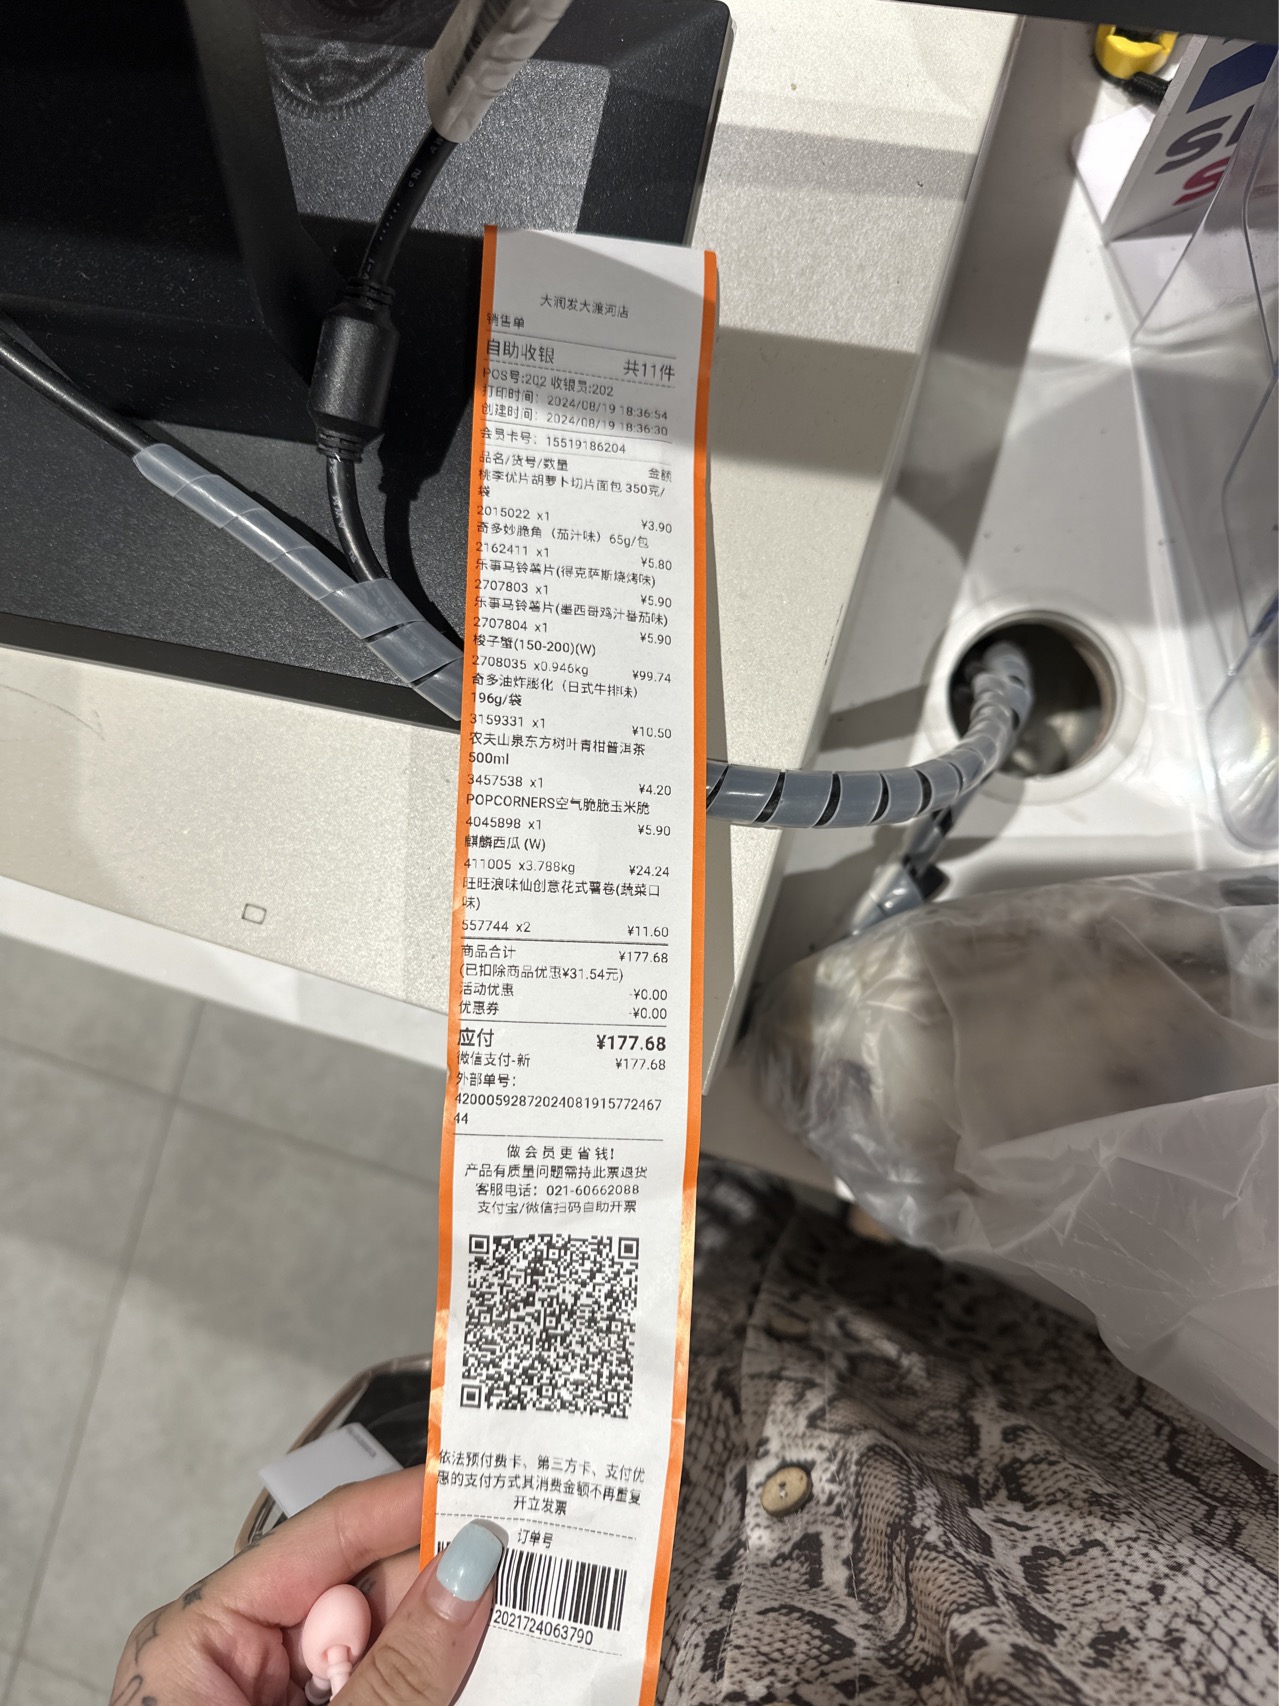 大润发大渡河店
销售单
自助收银 共11件
POS号:202 收银员:202
打印时间: 2024/08/19 18:36:54
创建时间: 2024/08/19 18:36:30
会员卡号: 15519186204
品名/货号/数量 金额
桃李优片胡萝卜切片面包 350克/
袋
2015022 x1 ¥3.90
奇多妙脆角（茄汁味）65g/包
2162411 x1 ¥5.80
乐事马铃薯片(得克萨斯烧烤味)
2707803 x1 ¥5.90
乐事马铃薯片(墨西哥鸡汁番茄味)
2707804 x1 ¥5.90
梭子蟹(150-200)(W)
2708035 x0.946kg ¥99.74
奇多油炸膨化（日式牛排味）
196g/袋
3159331 x1 ¥10.50
农夫山泉东方树叶青柑普洱茶
500ml
3457538 x1 ¥4.20
POPCORNERS空气脆脆玉米脆
4045898 x1 ¥5.90
麒麟西瓜 (W)
411005 x3.788kg ¥24.24
旺旺浪味仙创意花式薯卷(蔬菜口
味)
557744 x2 ¥11.60
商品合计 ¥177.68
(已扣除商品优惠¥31.54元)
活动优惠 -¥0.00
优惠券 -¥0.00
应付 ¥177.68
微信支付-新 ¥177.68
外部单号:
42000592872024081915772467
44
做会员更省钱!
产品有质量问题需持此票退货
客服电话: 021-60662088
支付宝/微信扫码自助开票
依法预付费卡、第三方卡、支付优
惠的支付方式其消费金额不再重复
开立发票
订单号
2021724063790